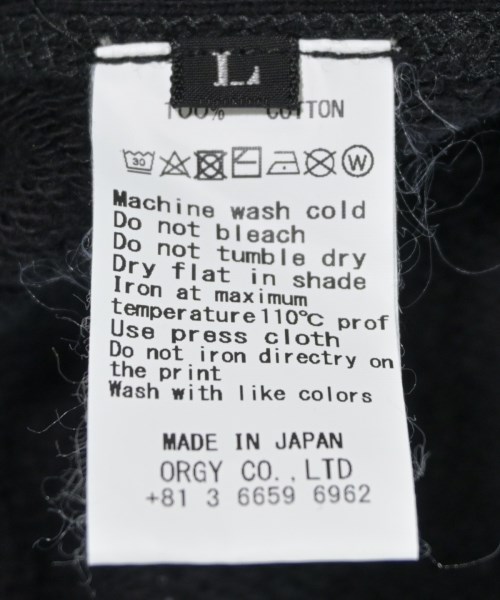 L
100% COTTON
30
W
Machine wash cold
Do not bleach
Do not tumble dry
Dry flat in shade
Iron at maximum
temperature110℃ prof
Use press cloth
Do not iron directry on
the print
Wash with like colors
MADE IN JAPAN
ORGY CO.,LTD
+81 3 6659 6962